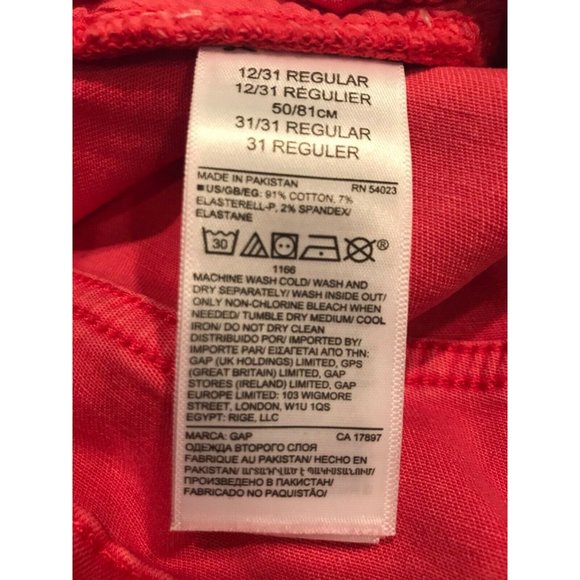 12/31 REGULAR
12/31 RÉGULIER
50/81CM
31/31 REGULAR
31 REGULER
MADE IN PAKISTAN RN 54023
■US/GB/EG: 91% COTTON, 7%
ELASTERELL-P, 2% SPANDEX/
ELASTANE
30 ®
1166
MACHINE WASH COLD/ WASH AND
DRY SEPARATELY/ WASH INSIDE OUT/
ONLY NON-CHLORINE BLEACH WHEN
NEEDED/ TUMBLE DRY MEDIUM/ COOL
IRON/ DO NOT DRY CLEAN
DISTRIBUIDO POR/ IMPORTED BY/
IMPORTE PAR/ ΕΙΣΑΓΕΤΑΙ ΑΠΟ ΤΗΝ:
GAP (UK HOLDINGS) LIMITED, GPS
(GREAT BRITAIN) LIMITED, GAP
STORES (IRELAND) LIMITED, GAP
EUROPE LIMITED: 103 WIGMORE
STREET, LONDON, W1U 1QS
EGYPT: RIGE, LLC
MARCA: GAP CA 17897
ОДЕЖДА ВТОРОГО СЛОЯ
FABRIQUE AU PAKISTAN/ HECHO EN
PAKISTAN/ ԱՐՏԱԴՐՎԱԾ Է ՊԱԿԻՍՏԱՆՈՒՄ/
ПРОИЗВЕДЕНО В ПАКИСТАН/
FABRICADO NO PAQUISTÃO/